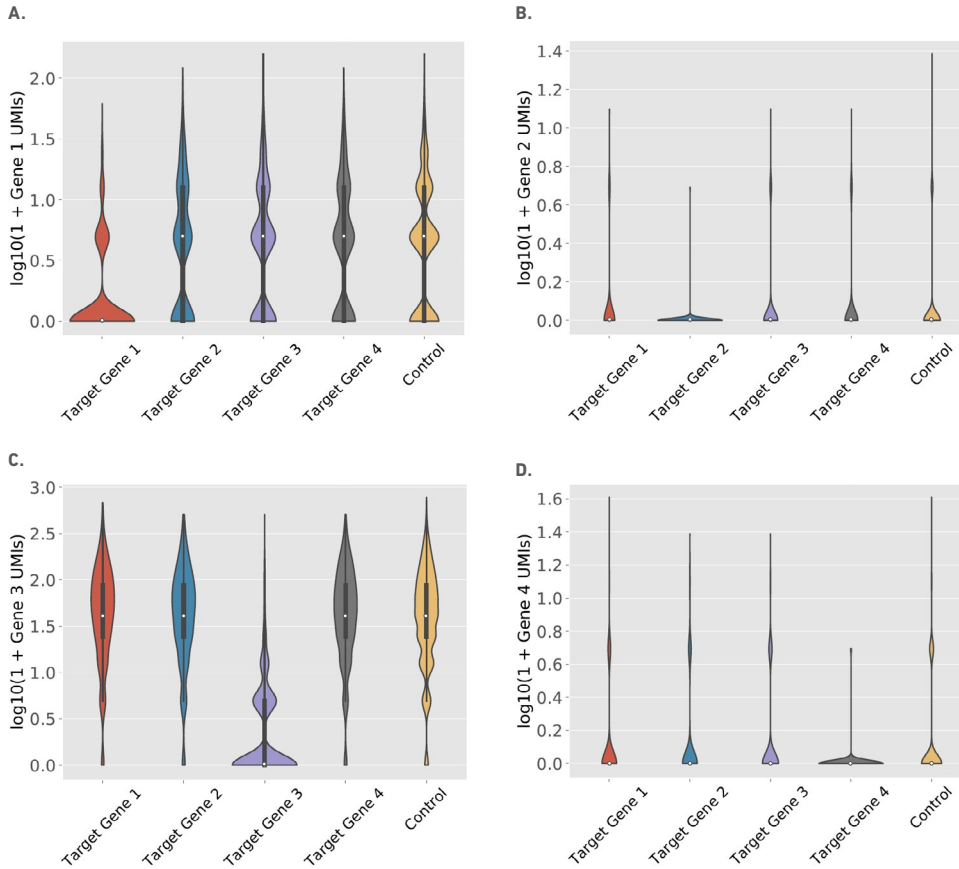 A.
log10(1 + Gene 1 UMIs)
2.0
1.5
1.0
0.5
0.0
Target Gene 1
Target Gene 2
Target Gene 3
Target Gene 4
Control
B.
log10(1 + Gene 2 UMIs)
1.4
1.2
1.0
0.8
0.6
0.4
0.2
0.0
Target Gene 1
Target Gene 2
Target Gene 3
Target Gene 4
Control
C.
log10(1 + Gene 3 UMIs)
3.0
2.5
2.0
1.5
1.0
0.5
0.0
Target Gene 1
Target Gene 2
Target Gene 3
Target Gene 4
Control
D.
log10(1 + Gene 4 UMIs)
1.6
1.4
1.2
1.0
0.8
0.6
0.4
0.2
0.0
Target Gene 1
Target Gene 2
Target Gene 3
Target Gene 4
Control